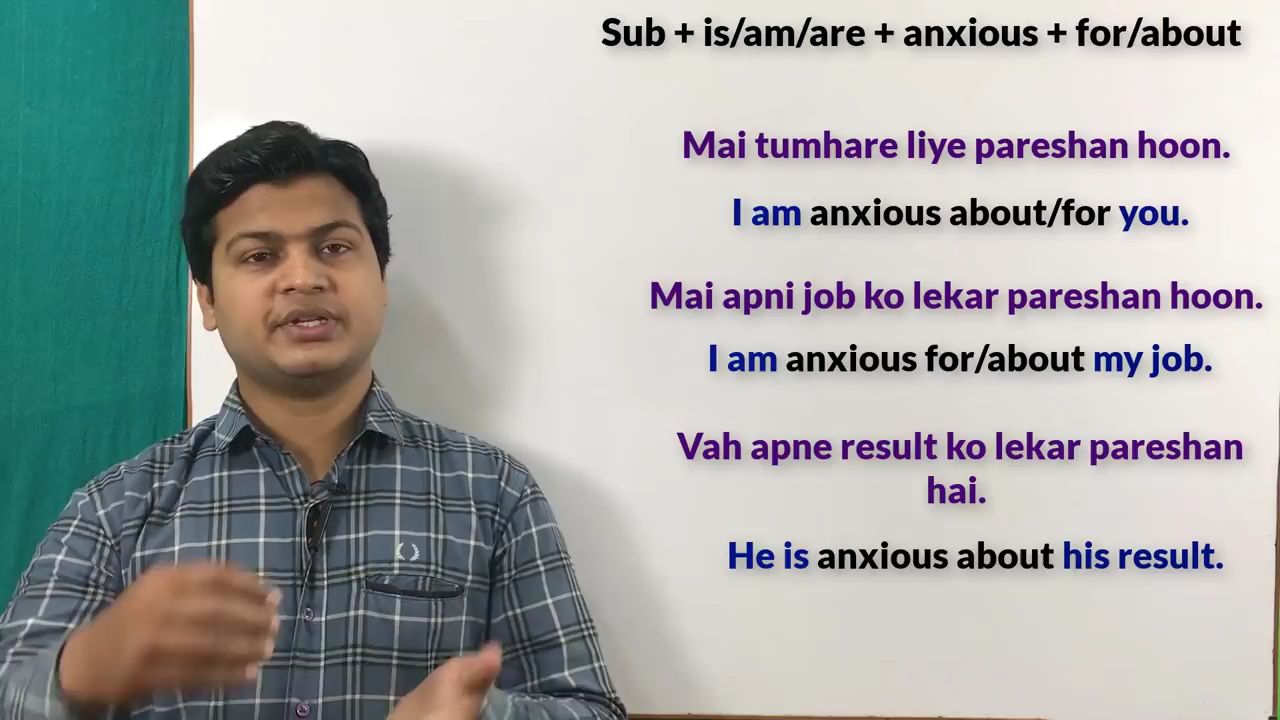 Sub + is/am/are + anxious + for/about
Mai tumhare liye pareshan hoon.
I am anxious about/for you.
Mai apni job ko lekar pareshan hoon.
I am anxious for/about my job.
Vah apne result ko lekar pareshan
hai.
He is anxious about his result.